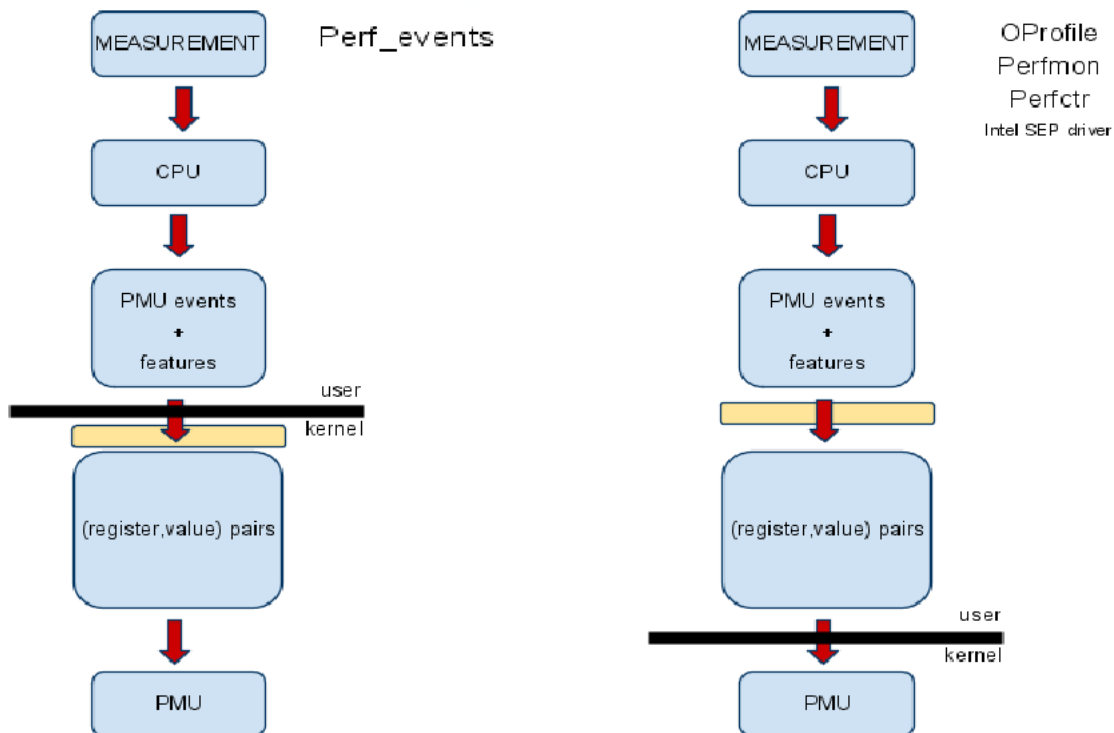 MEASUREMENT
Perf_events
CPU
PMU events
+
features
user
kernel
(register,value) pairs
PMU
MEASUREMENT
OProfile
Perfmon
Perfctr
Intel SEP driver
CPU
PMU events
+
features
(register,value) pairs
user
kernel
PMU